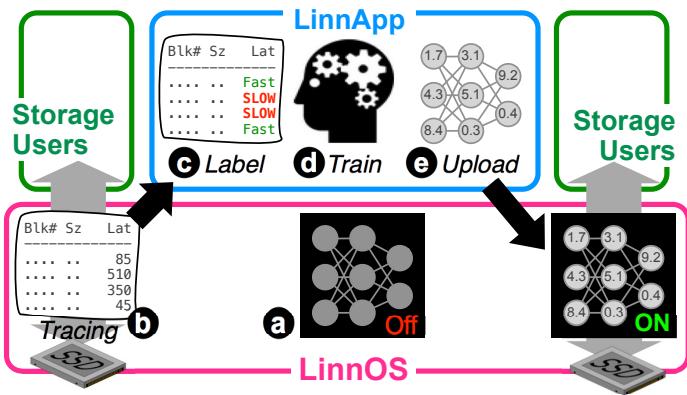 LinnApp
Blk# Sz Lat
.... .. Fast
.... .. SLOW
.... .. SLOW
.... .. Fast
1.7
3.1
4.3
5.1
8.4
0.3
9.2
0.4
c Label
d Train
e Upload
Storage
Users
Storage
Users
Blk# Sz Lat
.... .. 85
.... .. 510
.... .. 350
.... .. 45
Tracing b
a
Off
1.7
3.1
4.3
5.1
8.4
0.3
9.2
0.4
ON
SSD
LinnOS
SSD